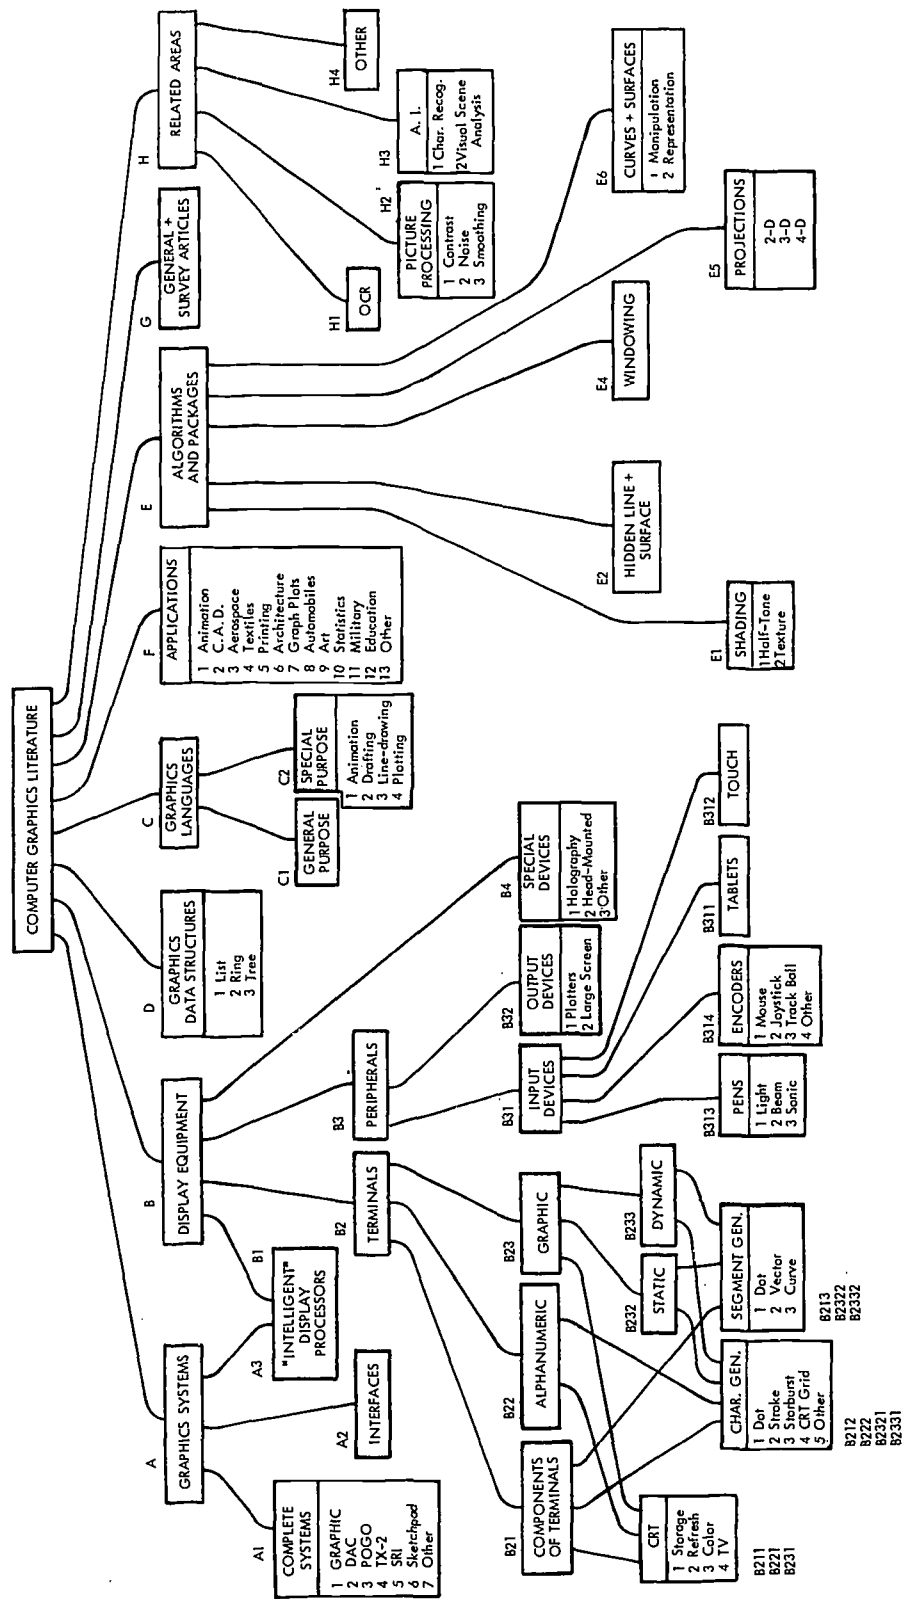 COMPUTER GRAPHICS LITERATURE
A
GRAPHICS SYSTEMS
B
DISPLAY EQUIPMENT
D
GRAPHICS
DATA STRUCTURES
1 List
2 Ring
3 Tree
C
GRAPHICS
LANGUAGES
F
APPLICATIONS
1 Animation
2 C.A.D.
3 Aerospace
4 Textiles
5 Printing
6 Architecture
7 Graph Plots
8 Automobiles
9 Art
10 Statistics
11 Military
12 Education
13 Other
E
ALGORITHMS
AND PACKAGES
G
GENERAL +
SURVEY ARTICLES
H
RELATED AREAS
A1
COMPLETE
SYSTEMS
1 GRAPHIC
2 DAC
3 POGO
4 TX-2
5 SRI
6 Sketchpad
7 Other
A2
INTERFACES
A3
B1
"INTELLIGENT"
DISPLAY
PROCESSORS
B2
TERMINALS
B3
PERIPHERALS
C1
GENERAL
PURPOSE
C2
SPECIAL
PURPOSE
1 Animation
2 Drafting
3 Line-drawing
4 Plotting
H1
OCR
H2
PICTURE
PROCESSING
1 Contrast
2 Noise
3 Smoothing
H3
A. I.
1 Char. Recog.
2 Visual Scene
Analysis
H4
OTHER
B21
COMPONENTS
OF TERMINALS
B22
ALPHANUMERIC
B23
GRAPHIC
B31
INPUT
DEVICES
B32
OUTPUT
DEVICES
1 Plotters
2 Large Screen
B4
SPECIAL
DEVICES
1 Holography
2 Head-Mounted
3 Other
E2
HIDDEN LINE +
SURFACE
E4
WINDOWING
E6
CURVES + SURFACES
1 Manipulation
2 Representation
B232
STATIC
B233
DYNAMIC
CRT
1 Storage
2 Refresh
3 Color
4 TV
B211
B221
B231
CHAR. GEN.
1 Dot
2 Stroke
3 Starburst
4 CRT Grid
5 Other
B212
B222
B2321
B2331
SEGMENT GEN.
1 Dot
2 Vector
3 Curve
B213
B2322
B2332
B313
PENS
1 Light
2 Beam
3 Sonic
B314
ENCODERS
1 Mouse
2 Joystick
3 Track Ball
4 Other
B311
TABLETS
B312
TOUCH
E1
SHADING
1 Half-Tone
2 Texture
E5
PROJECTIONS
2-D
3-D
4-D